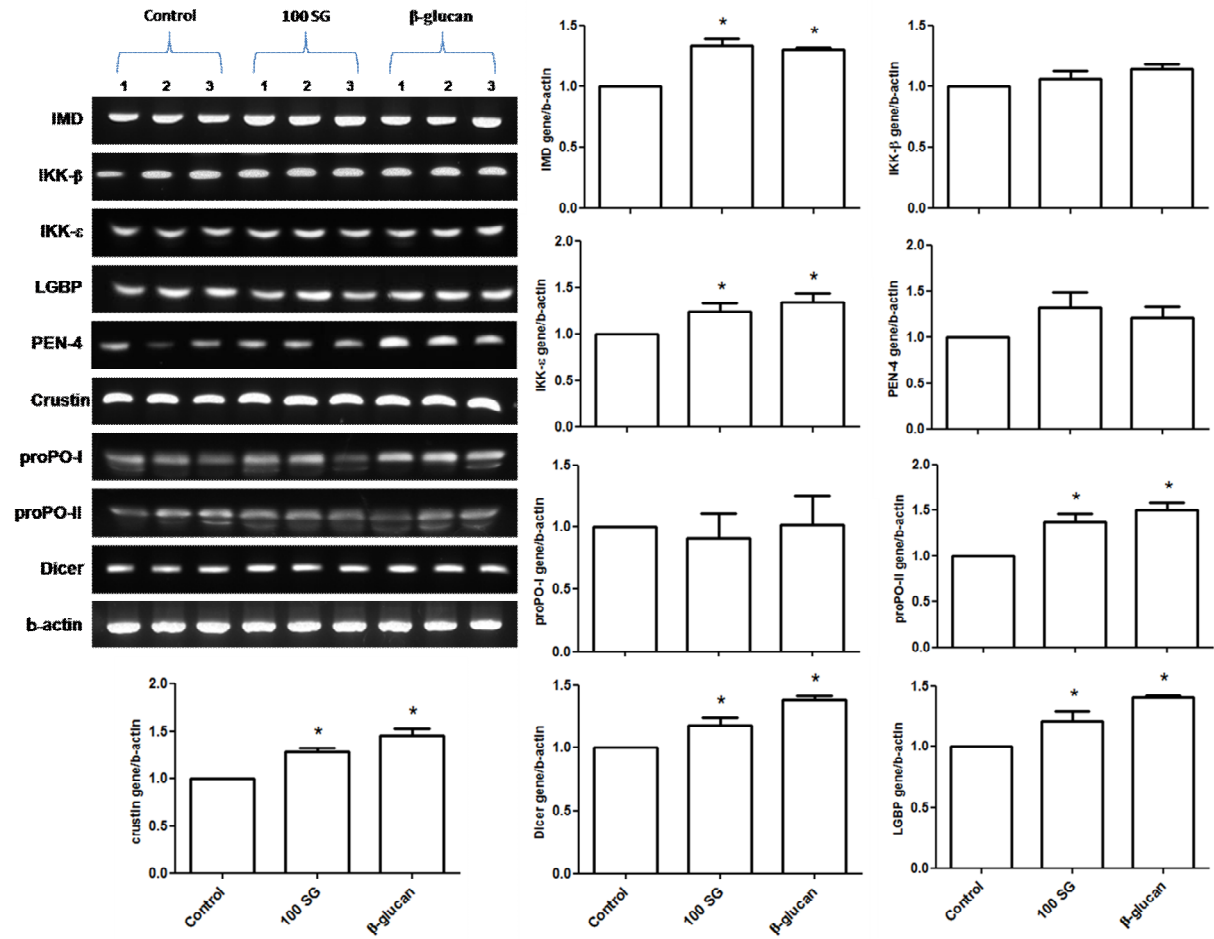 Control 100 SG β-glucan
1 2 3 1 2 3 1 2 3
IMD
IKK-β
IKK-ε
LGBP
PEN-4
Crustin
proPO-I
proPO-II
Dicer
b-actin
IMD gene/b-actin
1.5
1.0
0.5
0.0
* *
IKK-β gene/b-actin
1.5
1.0
0.5
0.0
IKK-ε gene/b-actin
2.0
1.5
1.0
0.5
0.0
* *
PEN-4 gene/b-actin
2.0
1.5
1.0
0.5
0.0
proPO-I gene/b-actin
1.5
1.0
0.5
0.0
proPO-II gene/b-actin
2.0
1.5
1.0
0.5
0.0
* *
crustin gene/b-actin
2.0
1.5
1.0
0.5
0.0
* *
Control 100 SG β-glucan
Dicer gene/b-actin
1.5
1.0
0.5
0.0
* *
Control 100 SG β-glucan
LGBP gene/b-actin
1.5
1.0
0.5
0.0
* *
Control 100 SG β-glucan